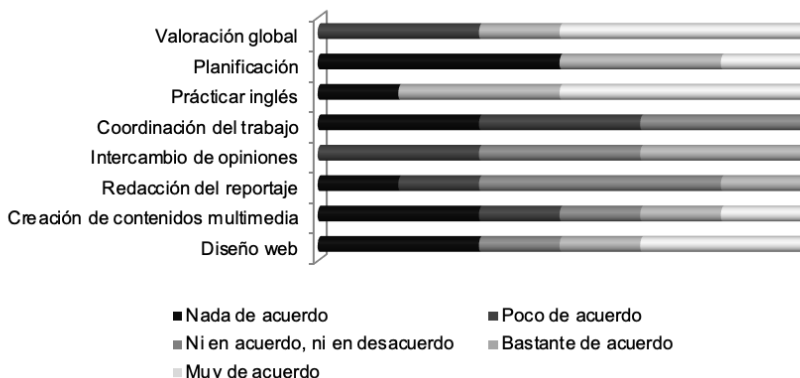 Valoración global
Planificación
Prácticar inglés
Coordinación del trabajo
Intercambio de opiniones
Redacción del reportaje
Creación de contenidos multimedia
Diseño web
Nada de acuerdo
Poco de acuerdo
Ni en acuerdo, ni en desacuerdo
Bastante de acuerdo
Muy de acuerdo